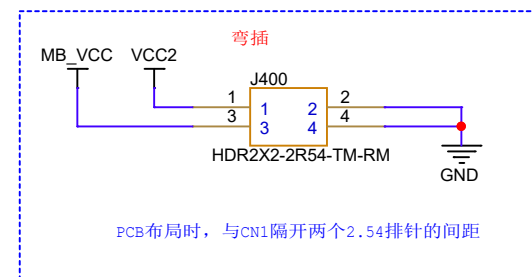 弯插
MB_VCC VCC2
J400
1 1 2 2
3 3 4 4
HDR2X2-2R54-TM-RM
GND
PCB布局时，与CN1隔开两个2.54排针的间距